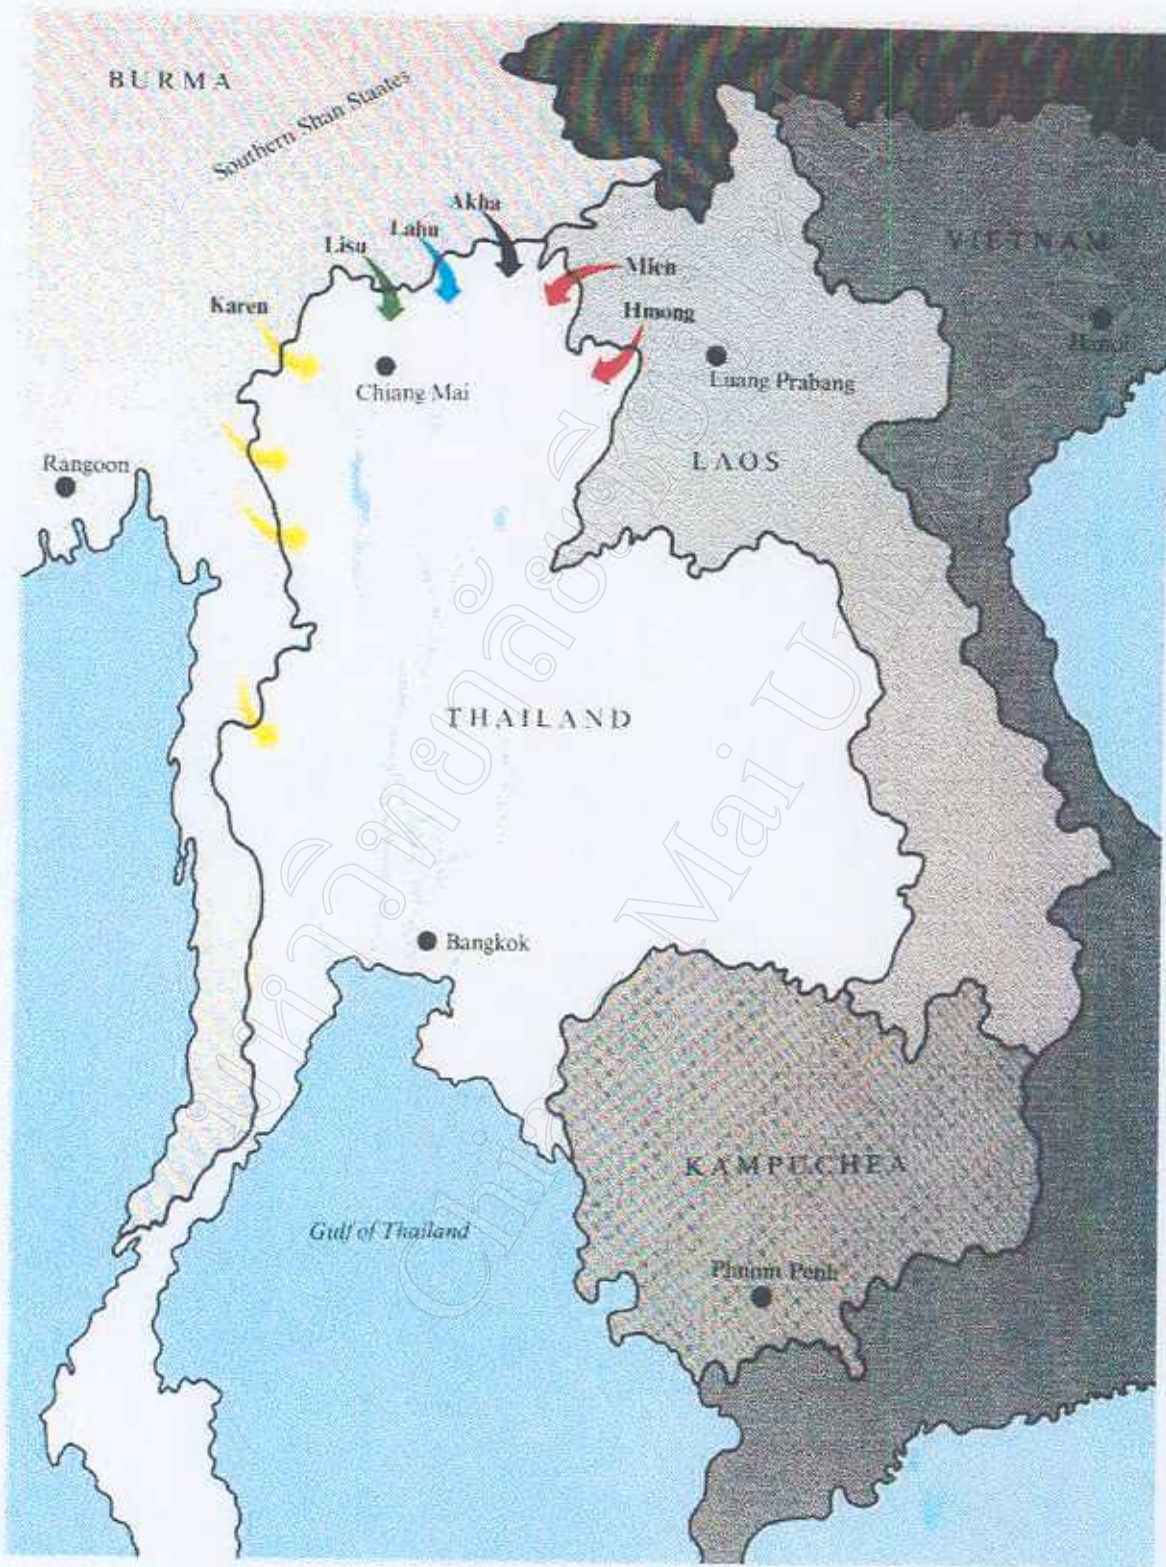 BURMA
Southern Shan Staates
Akha
Lahu
Lisu
Mien
Karen
Hmong
VIETNAM
Hanoi
Chiang Mai
Luang Prabang
Rangoon
LAOS
THAILAND
Bangkok
KAMPUCHEA
Gulf of Thailand
Phnom Penh